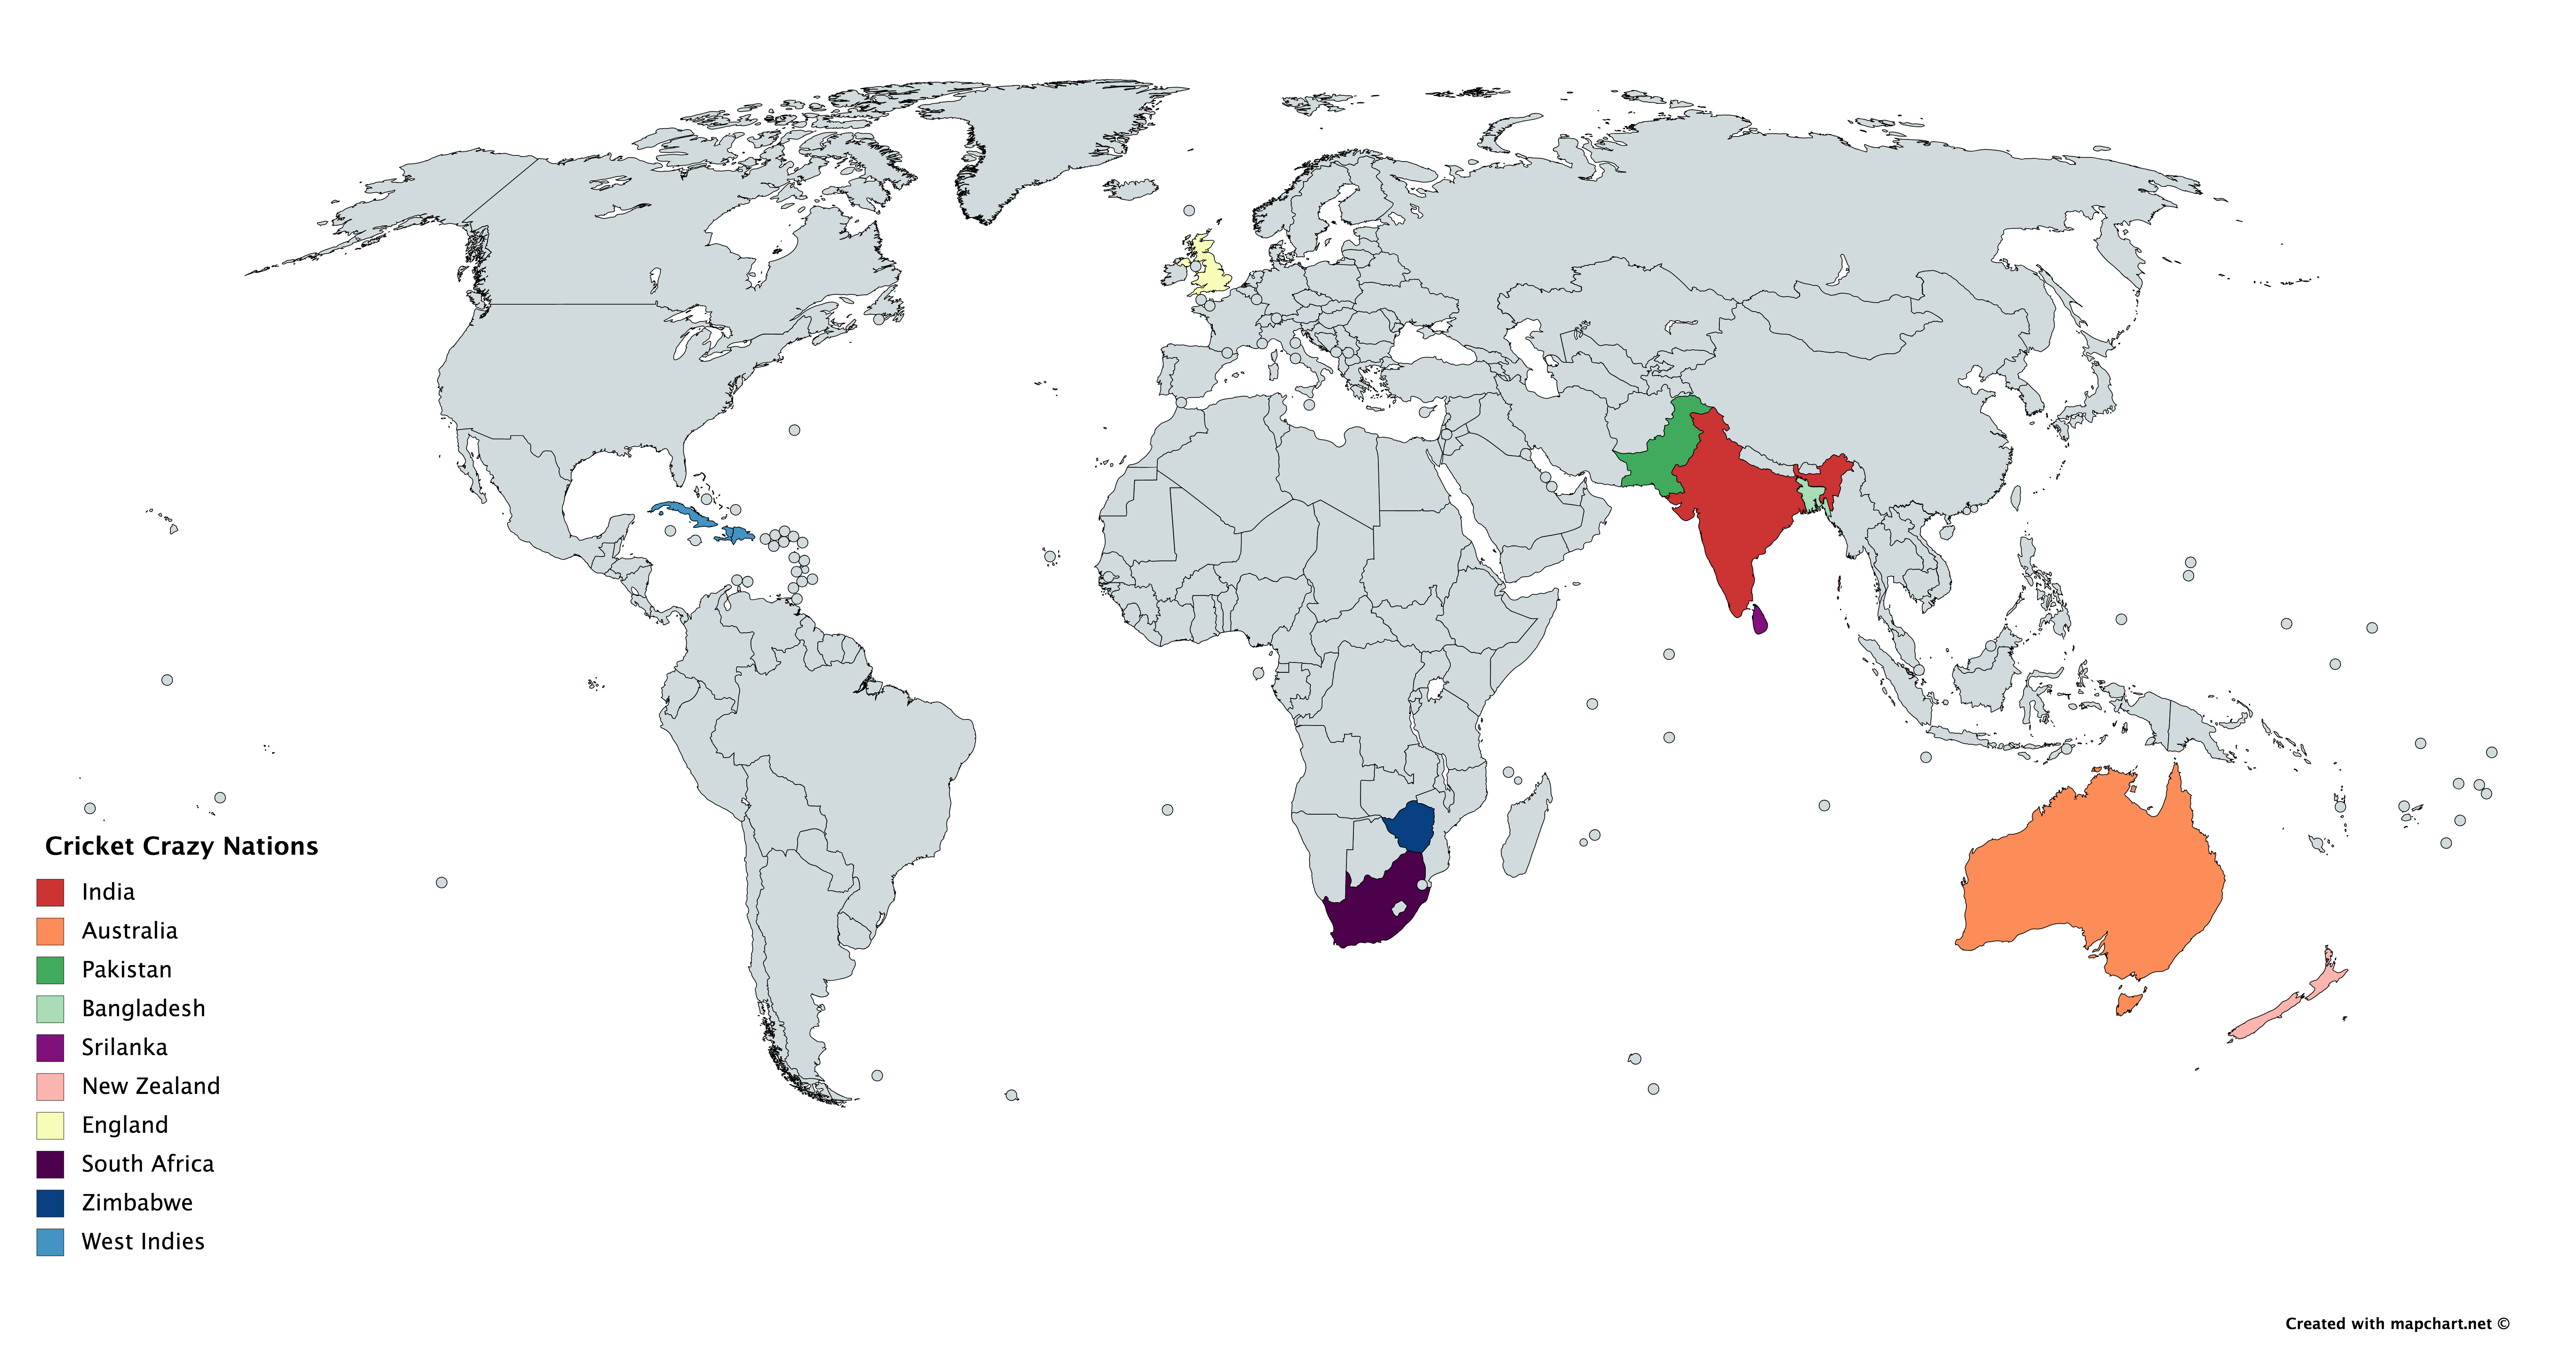 Cricket Crazy Nations
India
Australia
Pakistan
Bangladesh
Srilanka
New Zealand
England
South Africa
Zimbabwe
West Indies
Created with mapchart.net ©